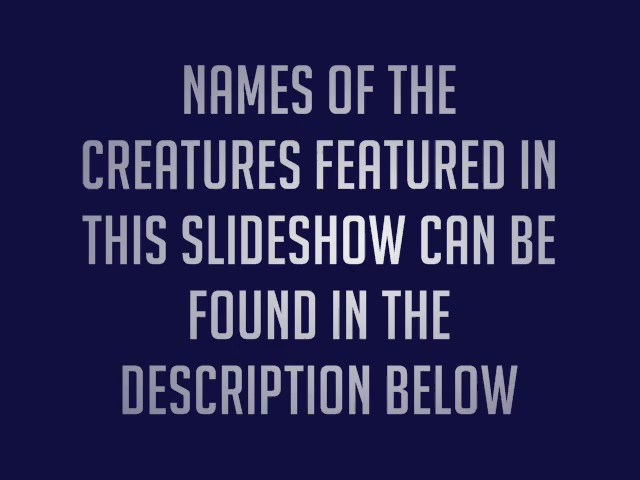 NAMES OF THE
CREATURES FEATURED IN
THIS SLIDESHOW CAN BE
FOUND IN THE
DESCRIPTION BELOW